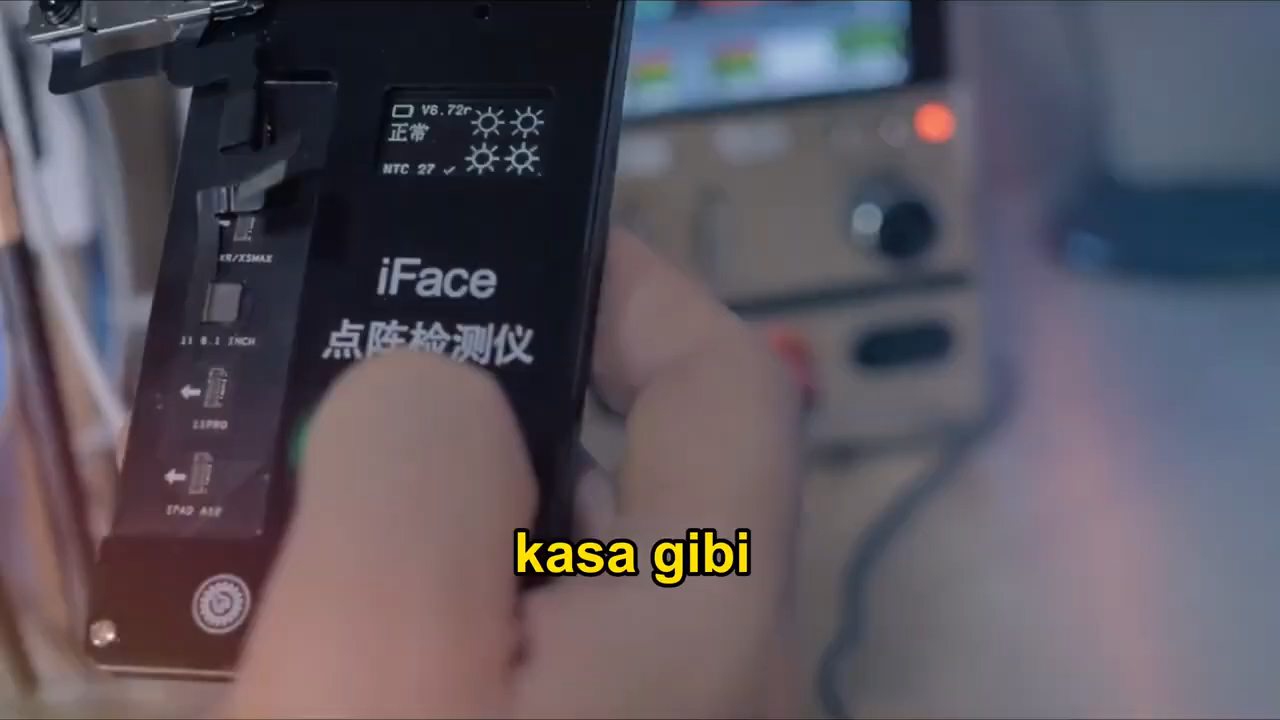 V6.72r
正常
NTC 27 ✓
XR/XSMAX
iFace
11 6.1 INCH
点阵检测仪
11PRO
IPAD A12
kasa gibi